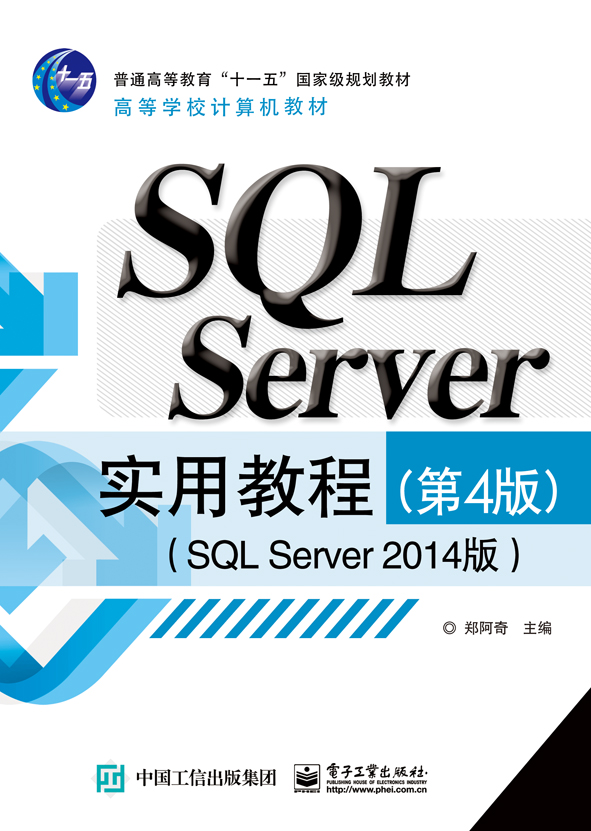 十一五
普通高等教育“十一五”国家级规划教材
高等学校计算机教材
SQL
Server
实用教程（第4版）
（SQL Server 2014版）
◎ 郑阿奇 主编
中国工信出版集团
电子工业出版社·
PUBLISHING HOUSE OF ELECTRONICS INDUSTRY
http://www.phei.com.cn